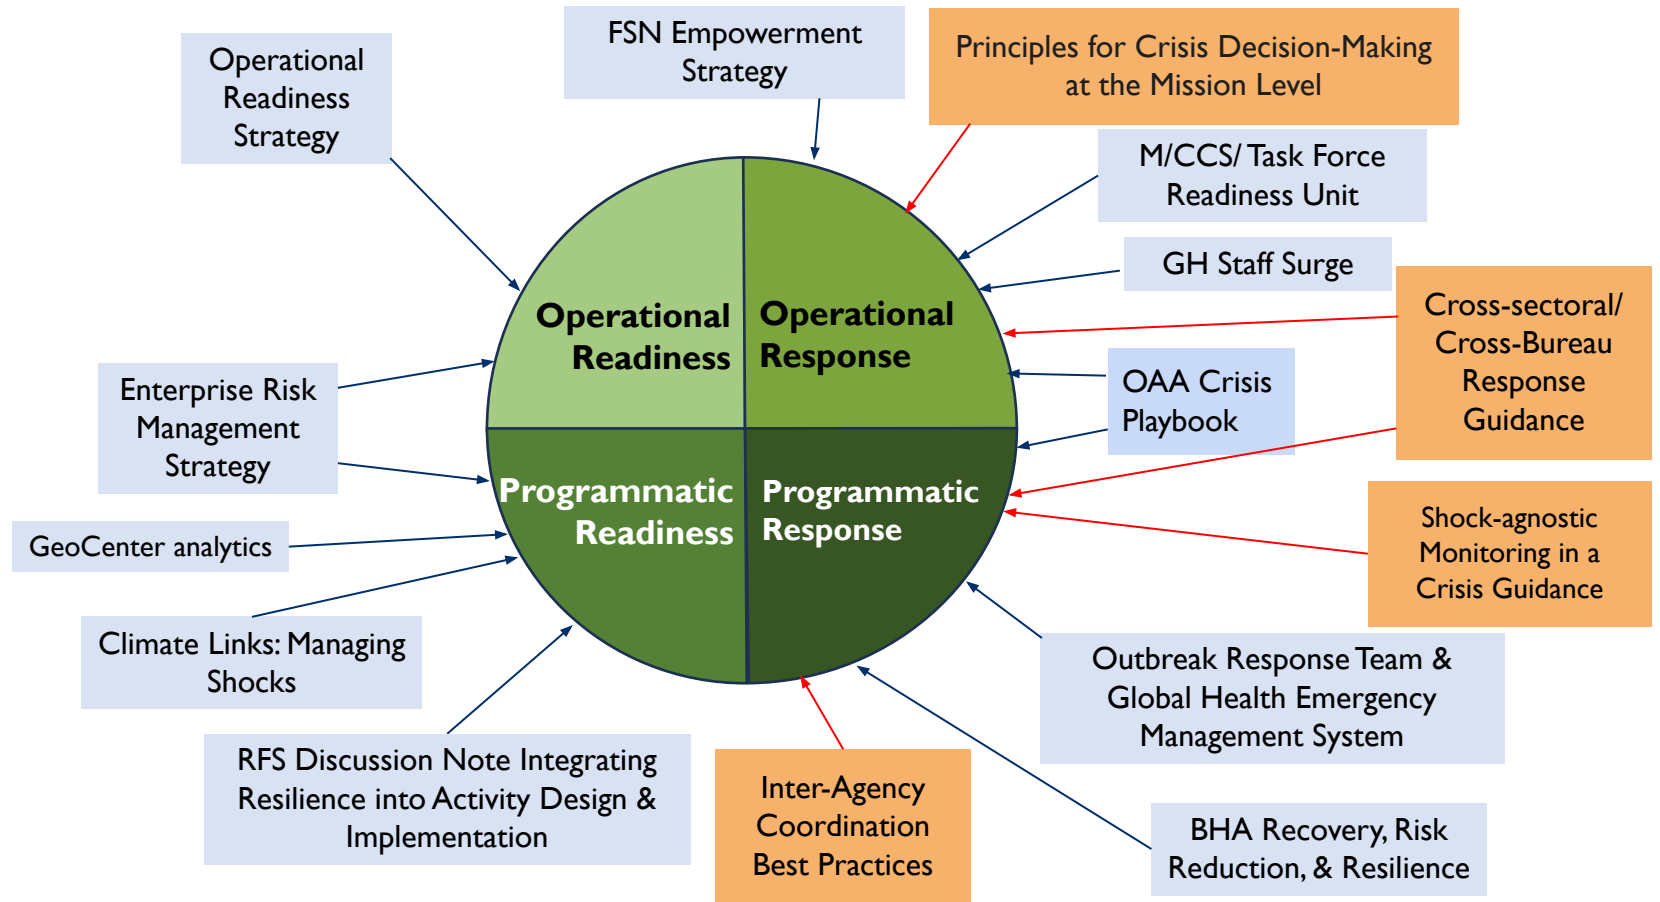 FSN Empowerment
Strategy
Principles for Crisis Decision-Making
at the Mission Level
Operational
Readiness
Strategy
M/CCS/ Task Force
Readiness Unit
GH Staff Surge
Cross-sectoral/
Cross-Bureau
Response
Guidance
Operational
Readiness
Operational
Response
OAA Crisis
Playbook
Enterprise Risk
Management
Strategy
Programmatic
Readiness
Programmatic
Response
Shock-agnostic
Monitoring in a
Crisis Guidance
GeoCenter analytics
Climate Links: Managing
Shocks
Outbreak Response Team &
Global Health Emergency
Management System
RFS Discussion Note Integrating
Resilience into Activity Design &
Implementation
Inter-Agency
Coordination
Best Practices
BHA Recovery, Risk
Reduction, & Resilience